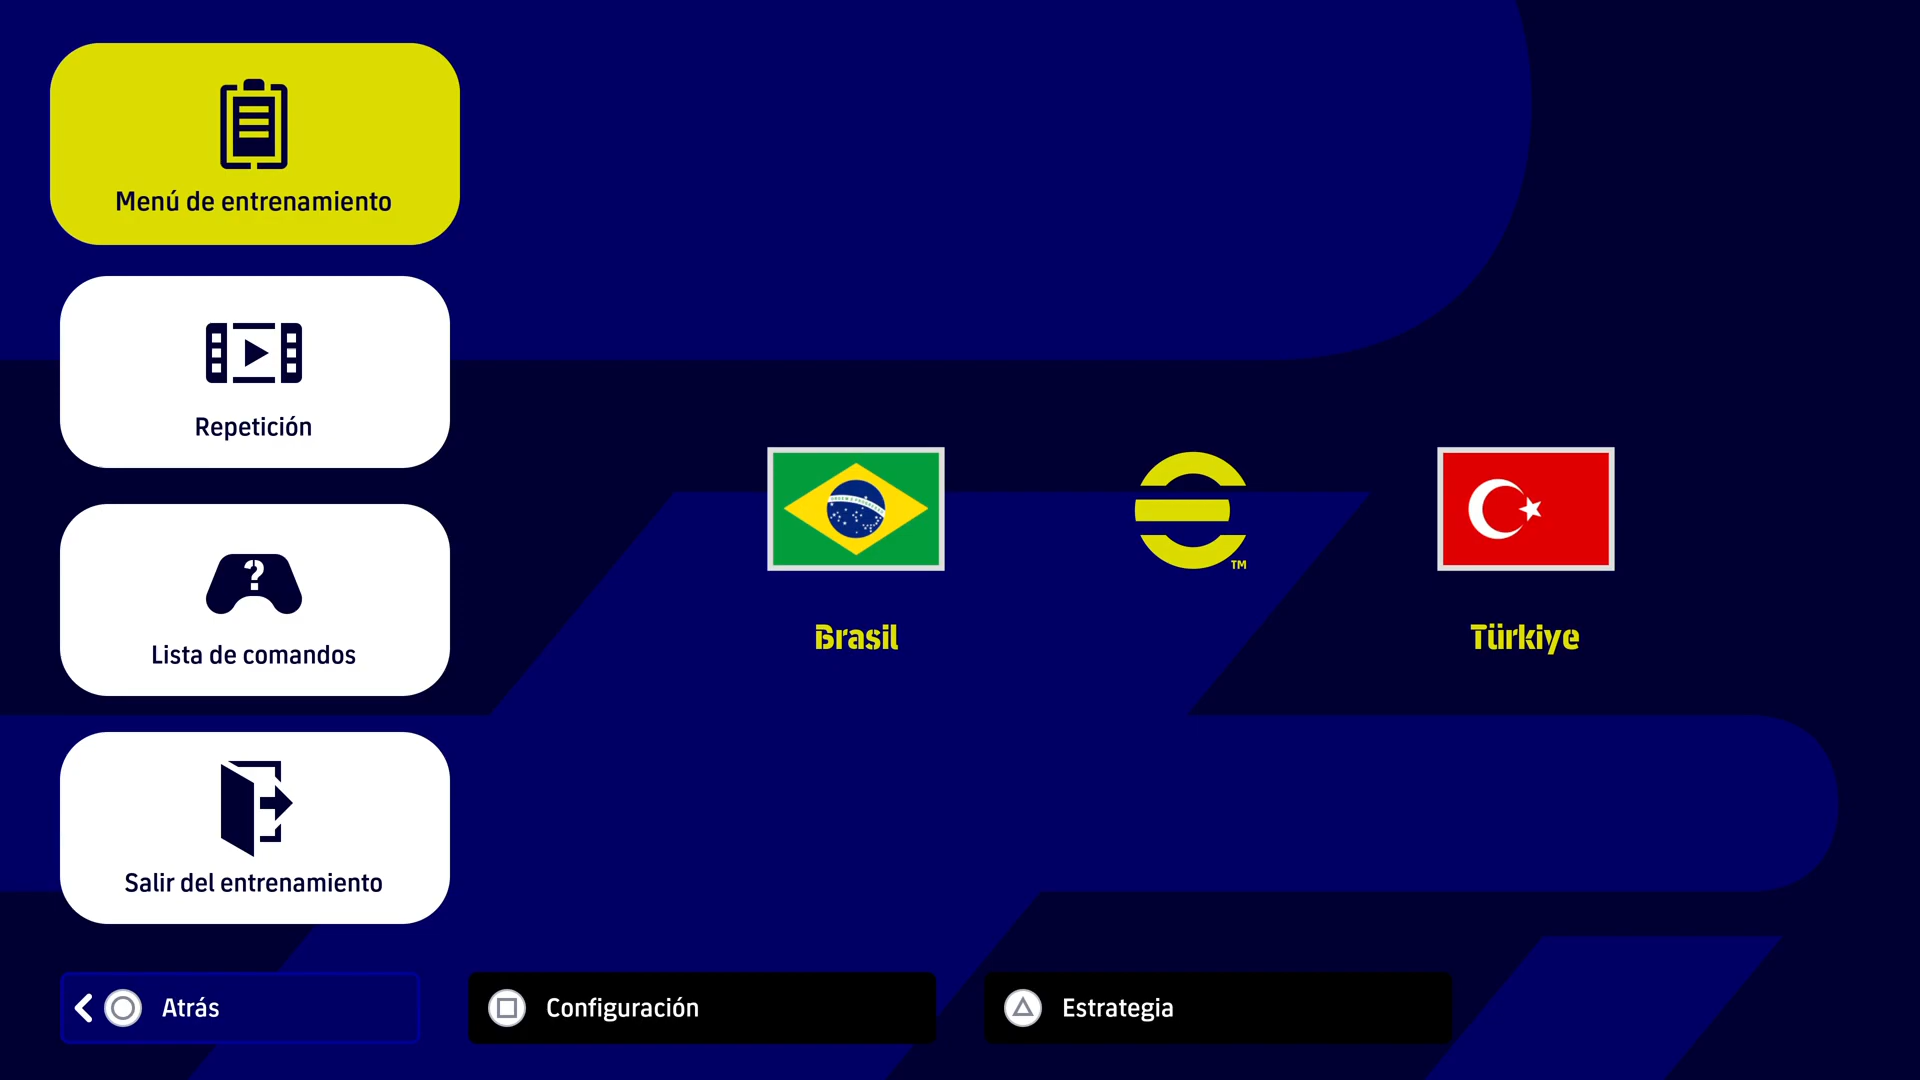 Menú de entrenamiento
Repetición
?
Lista de comandos
Salir del entrenamiento
Brasil
TM
Türkiye
Atrás
Configuración
Estrategia